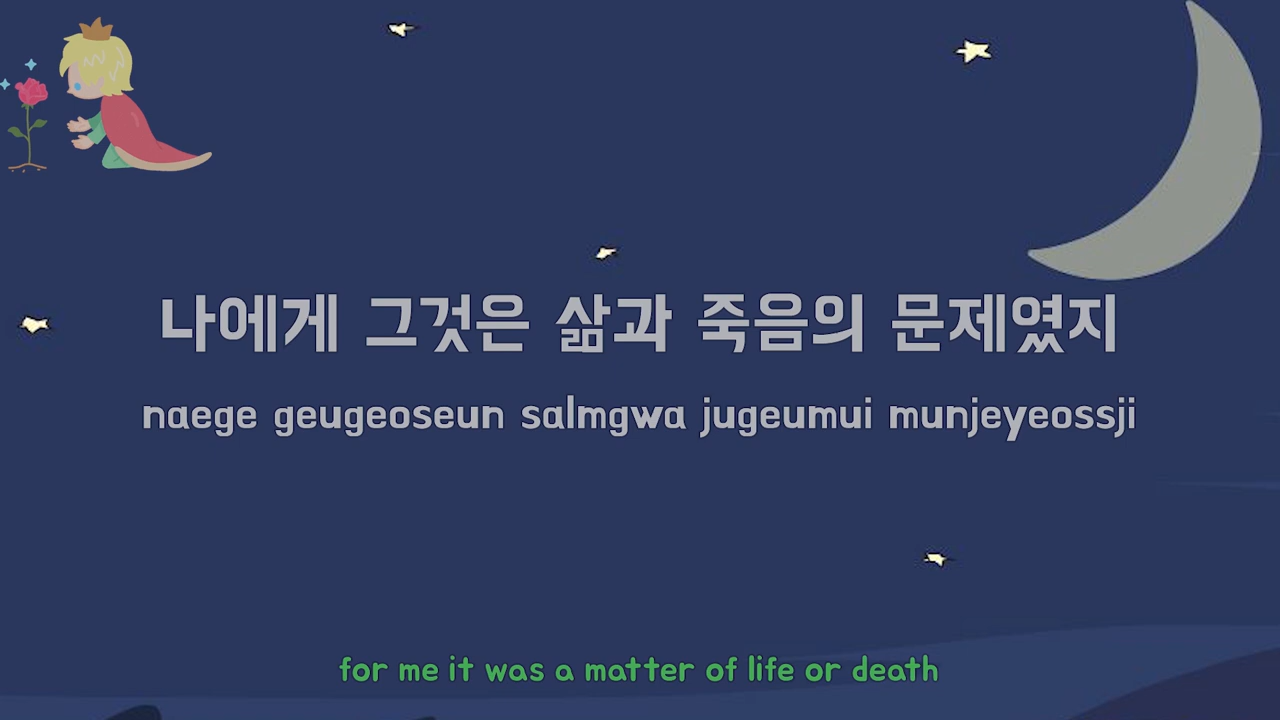 나에게 그것은 삶과 죽음의 문제였지
naege geugeoseun salmgwa jugeumui munjeyeossji
for me it was a matter of life or death